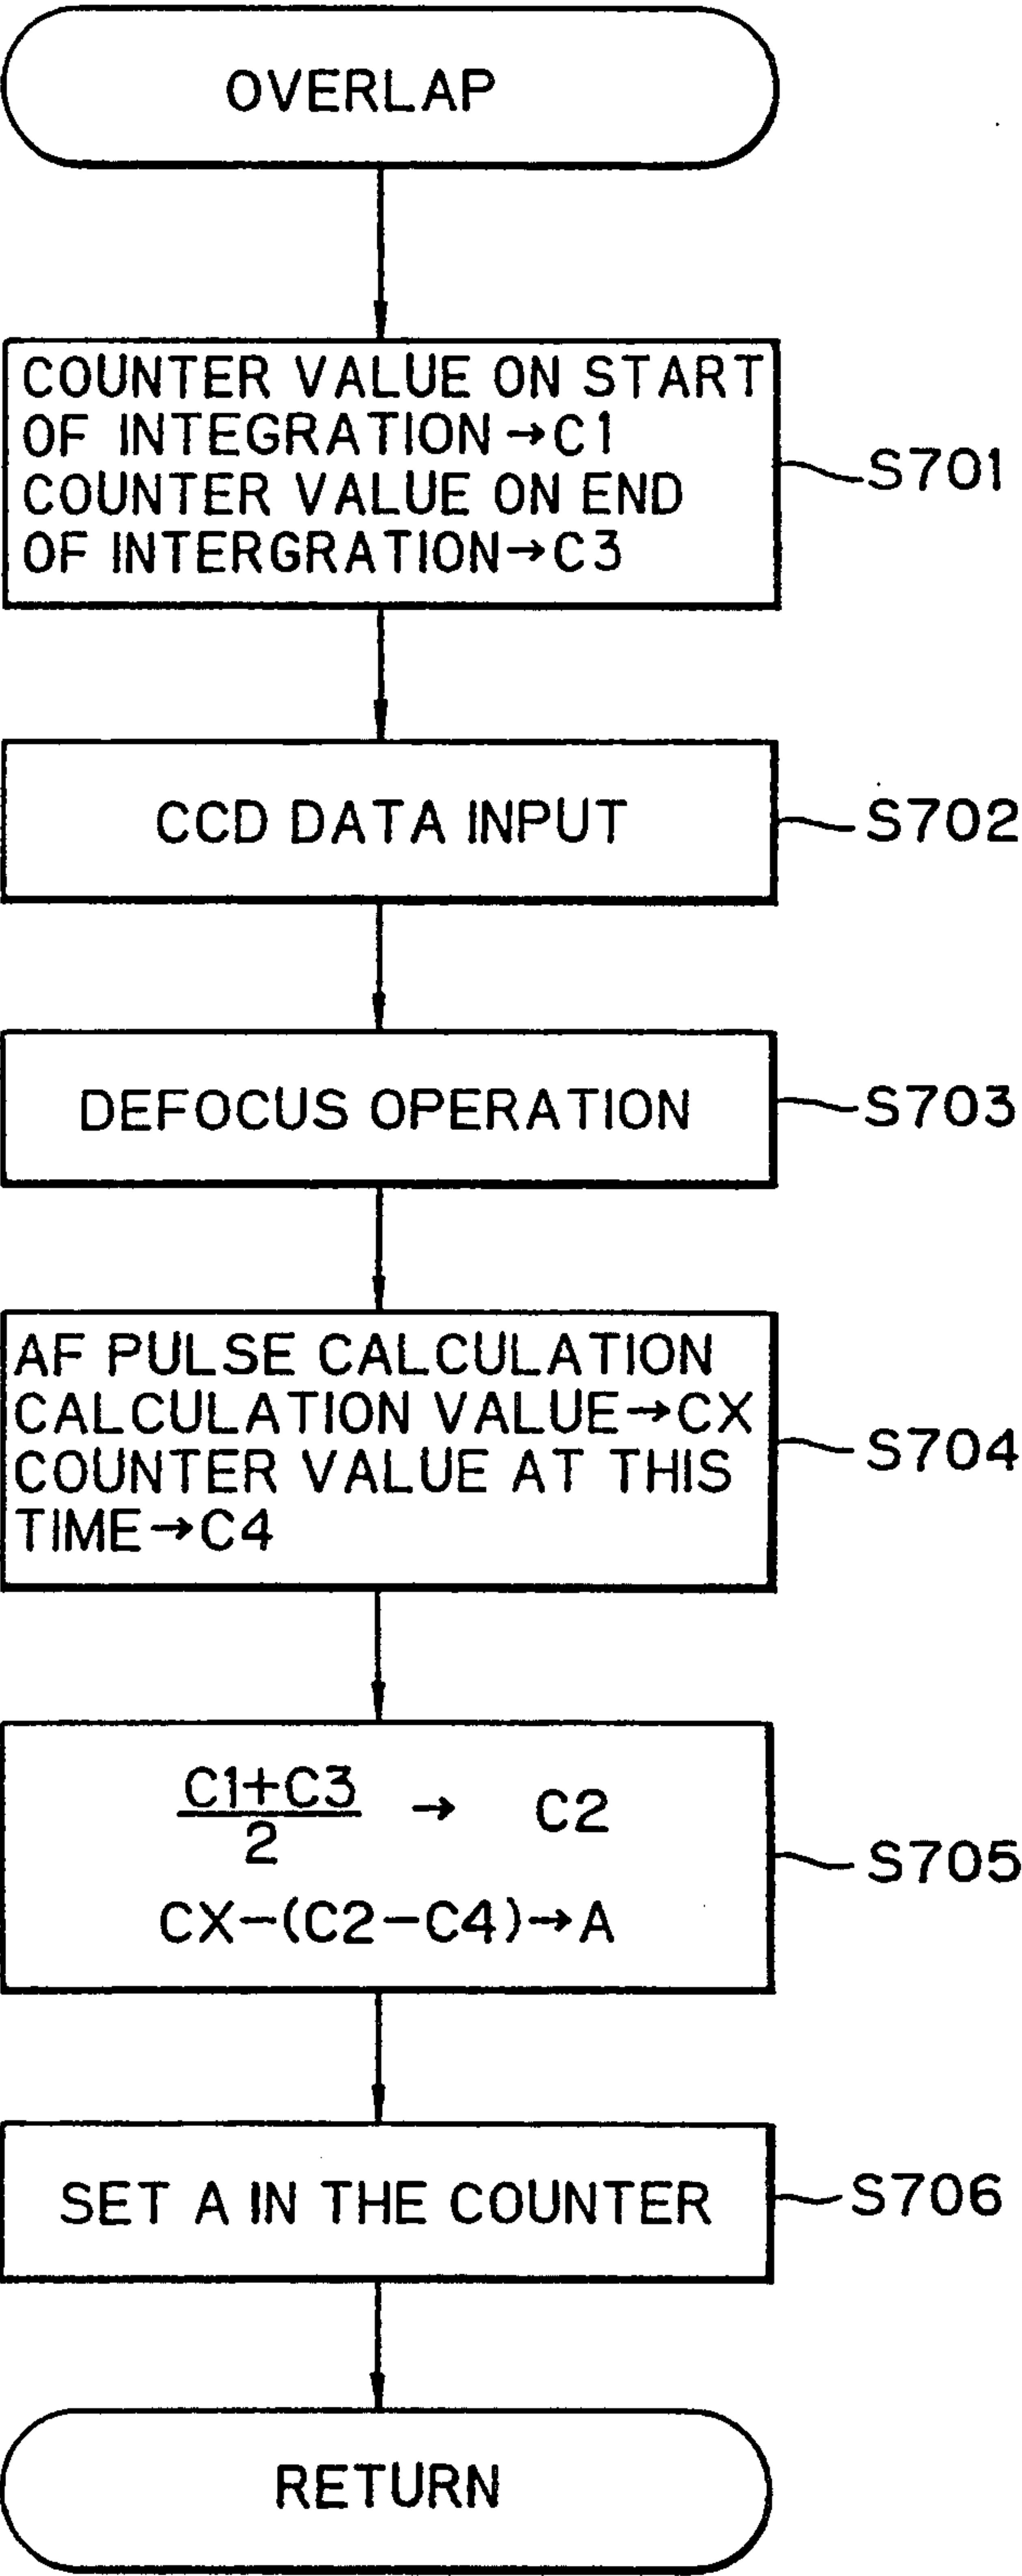 OVERLAP
COUNTER VALUE ON START
OF INTEGRATION→C1
COUNTER VALUE ON END
OF INTERGRATION→C3
S701
CCD DATA INPUT
S702
DEFOCUS OPERATION
S703
AF PULSE CALCULATION
CALCULATION VALUE→CX
COUNTER VALUE AT THIS
TIME→C4
S704
C1+C3
2
→ C2
CX−(C2−C4)→A
S705
SET A IN THE COUNTER
S706
RETURN